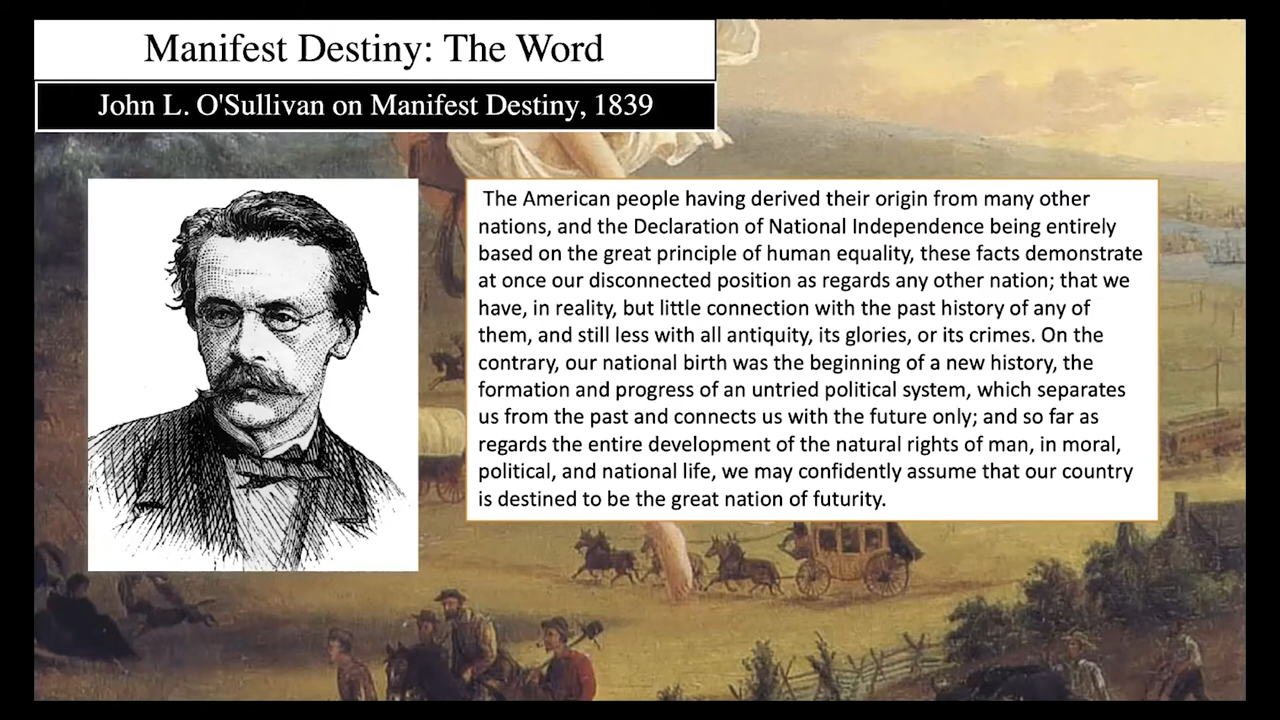 Manifest Destiny: The Word
John L. O'Sullivan on Manifest Destiny, 1839
The American people having derived their origin from many other
nations, and the Declaration of National Independence being entirely
based on the great principle of human equality, these facts demonstrate
at once our disconnected position as regards any other nation; that we
have, in reality, but little connection with the past history of any of
them, and still less with all antiquity, its glories, or its crimes. On the
contrary, our national birth was the beginning of a new history, the
formation and progress of an untried political system, which separates
us from the past and connects us with the future only; and so far as
regards the entire development of the natural rights of man, in moral,
political, and national life, we may confidently assume that our country
is destined to be the great nation of futurity.